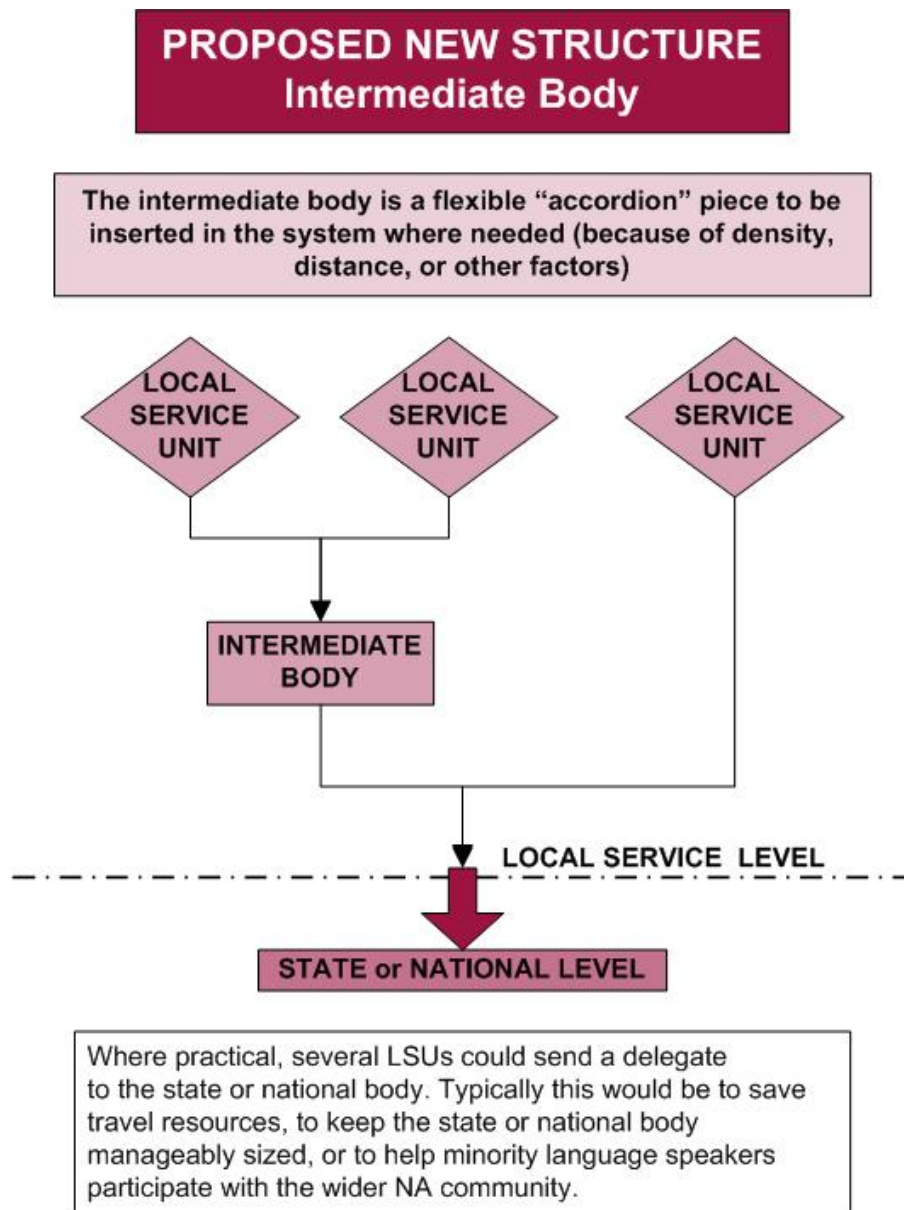 PROPOSED NEW STRUCTURE
Intermediate Body
The intermediate body is a flexible “accordion” piece to be
inserted in the system where needed (because of density,
distance, or other factors)
LOCAL
SERVICE
UNIT
LOCAL
SERVICE
UNIT
LOCAL
SERVICE
UNIT
INTERMEDIATE
BODY
LOCAL SERVICE LEVEL
STATE or NATIONAL LEVEL
Where practical, several LSUs could send a delegate
to the state or national body. Typically this would be to save
travel resources, to keep the state or national body
manageably sized, or to help minority language speakers
participate with the wider NA community.